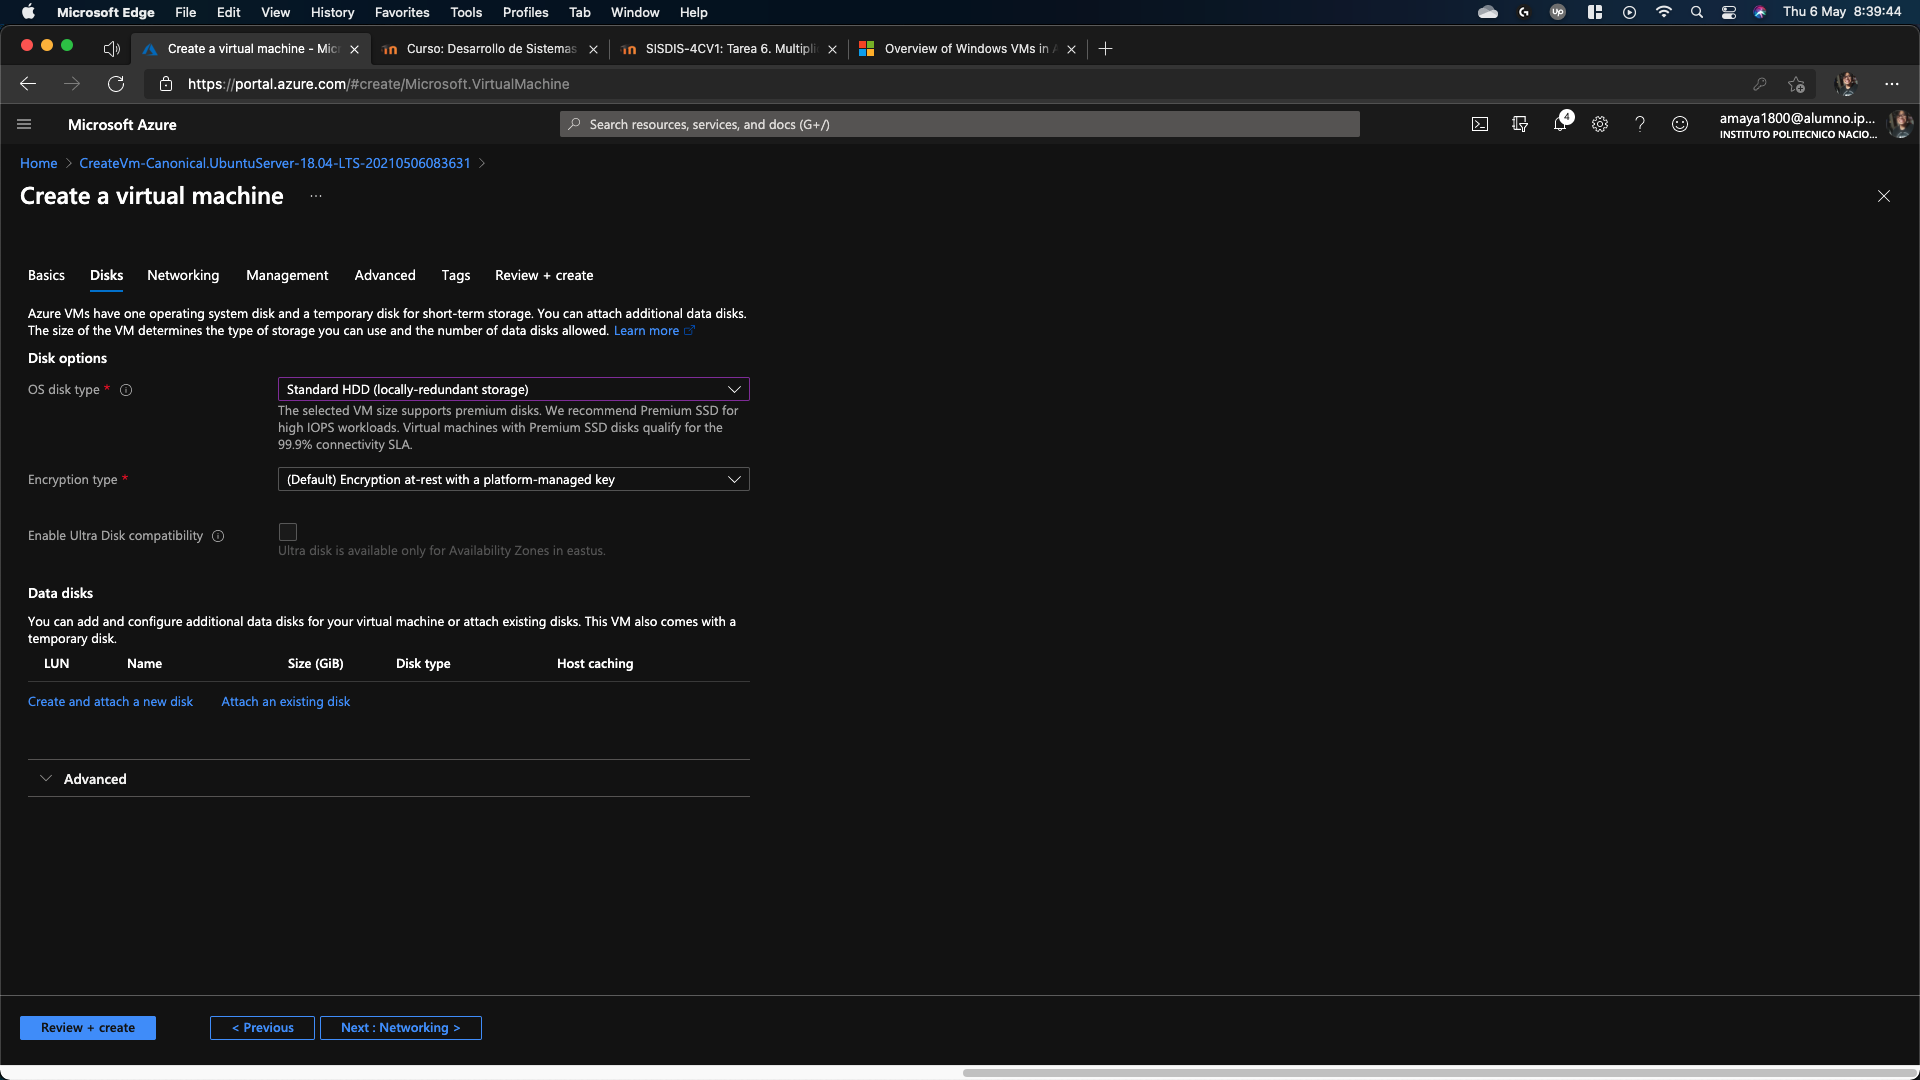 Microsoft Edge File Edit View History Favorites Tools Profiles Tab Window Help Thu 6 May 8:39:44
Create a virtual machine - Mic Curso: Desarrollo de Sistemas SISDIS-4CV1: Tarea 6. Multipli Overview of Windows VMs in A
https://portal.azure.com/#create/Microsoft.VirtualMachine
Microsoft Azure Search resources, services, and docs (G+/) 4 amaya1800@alumno.ip...
INSTITUTO POLITECNICO NACIO...
Home > CreateVm-Canonical.UbuntuServer-18.04-LTS-20210506083631 >
Create a virtual machine ...
Basics Disks Networking Management Advanced Tags Review + create
Azure VMs have one operating system disk and a temporary disk for short-term storage. You can attach additional data disks.
The size of the VM determines the type of storage you can use and the number of data disks allowed. Learn more
Disk options
OS disk type * Standard HDD (locally-redundant storage)
The selected VM size supports premium disks. We recommend Premium SSD for
high IOPS workloads. Virtual machines with Premium SSD disks qualify for the
99.9% connectivity SLA.
Encryption type * (Default) Encryption at-rest with a platform-managed key
Enable Ultra Disk compatibility
Ultra disk is available only for Availability Zones in eastus.
Data disks
You can add and configure additional data disks for your virtual machine or attach existing disks. This VM also comes with a
temporary disk.
LUN Name Size (GiB) Disk type Host caching
Create and attach a new disk Attach an existing disk
Advanced
Review + create < Previous Next : Networking >